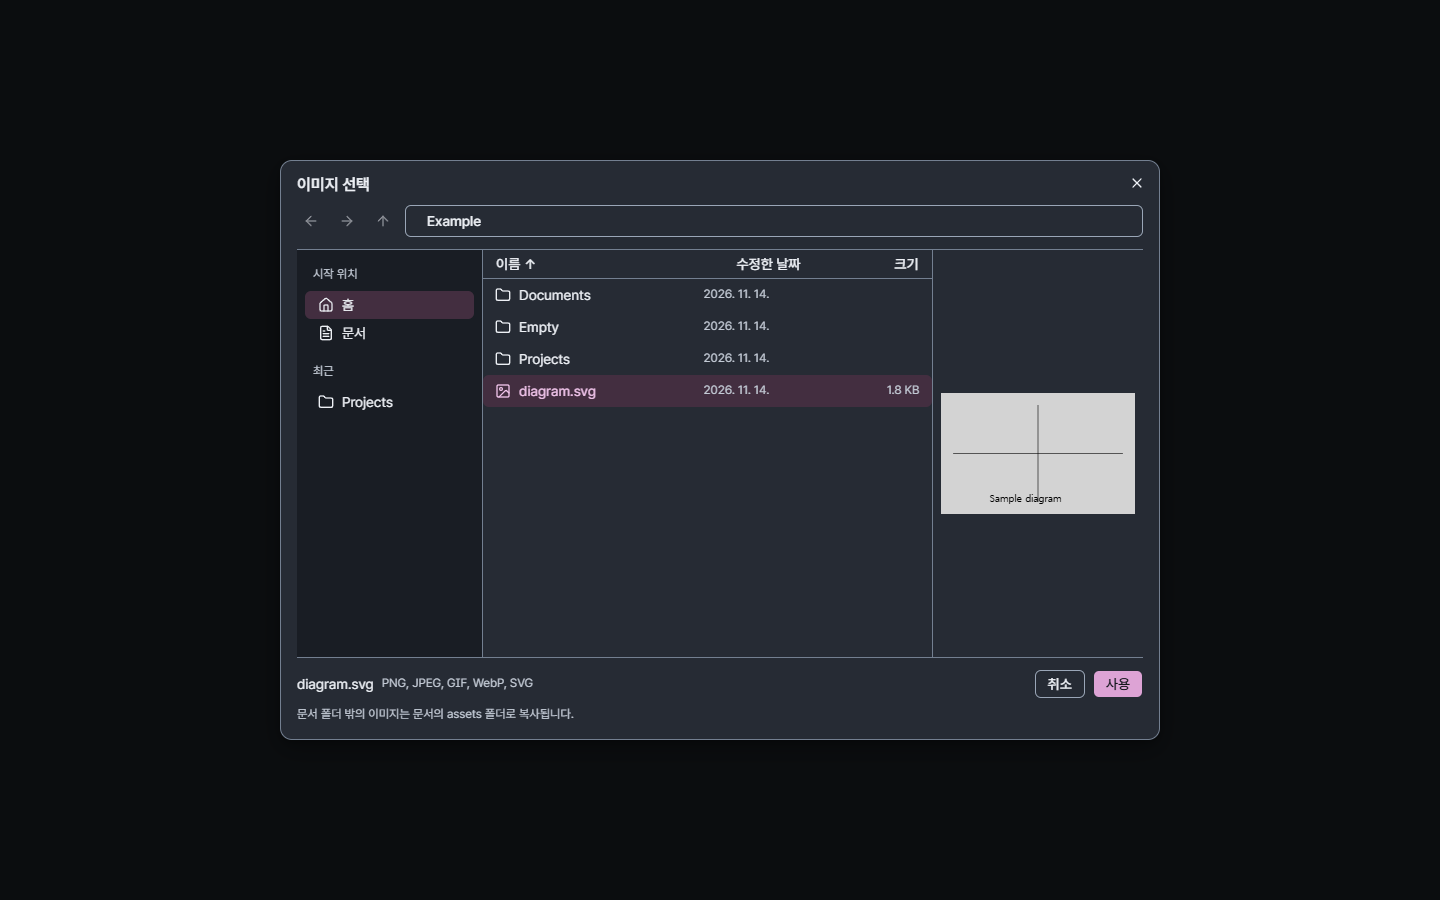 이미지 선택
Example
시작 위치
홈
문서
최근
Projects
이름 수정한 날짜 크기
Documents 2026. 11. 14.
Empty 2026. 11. 14.
Projects 2026. 11. 14.
diagram.svg 2026. 11. 14. 1.8 KB
Sample diagram
diagram.svg PNG, JPEG, GIF, WebP, SVG
취소 사용
문서 폴더 밖의 이미지는 문서의 assets 폴더로 복사됩니다.